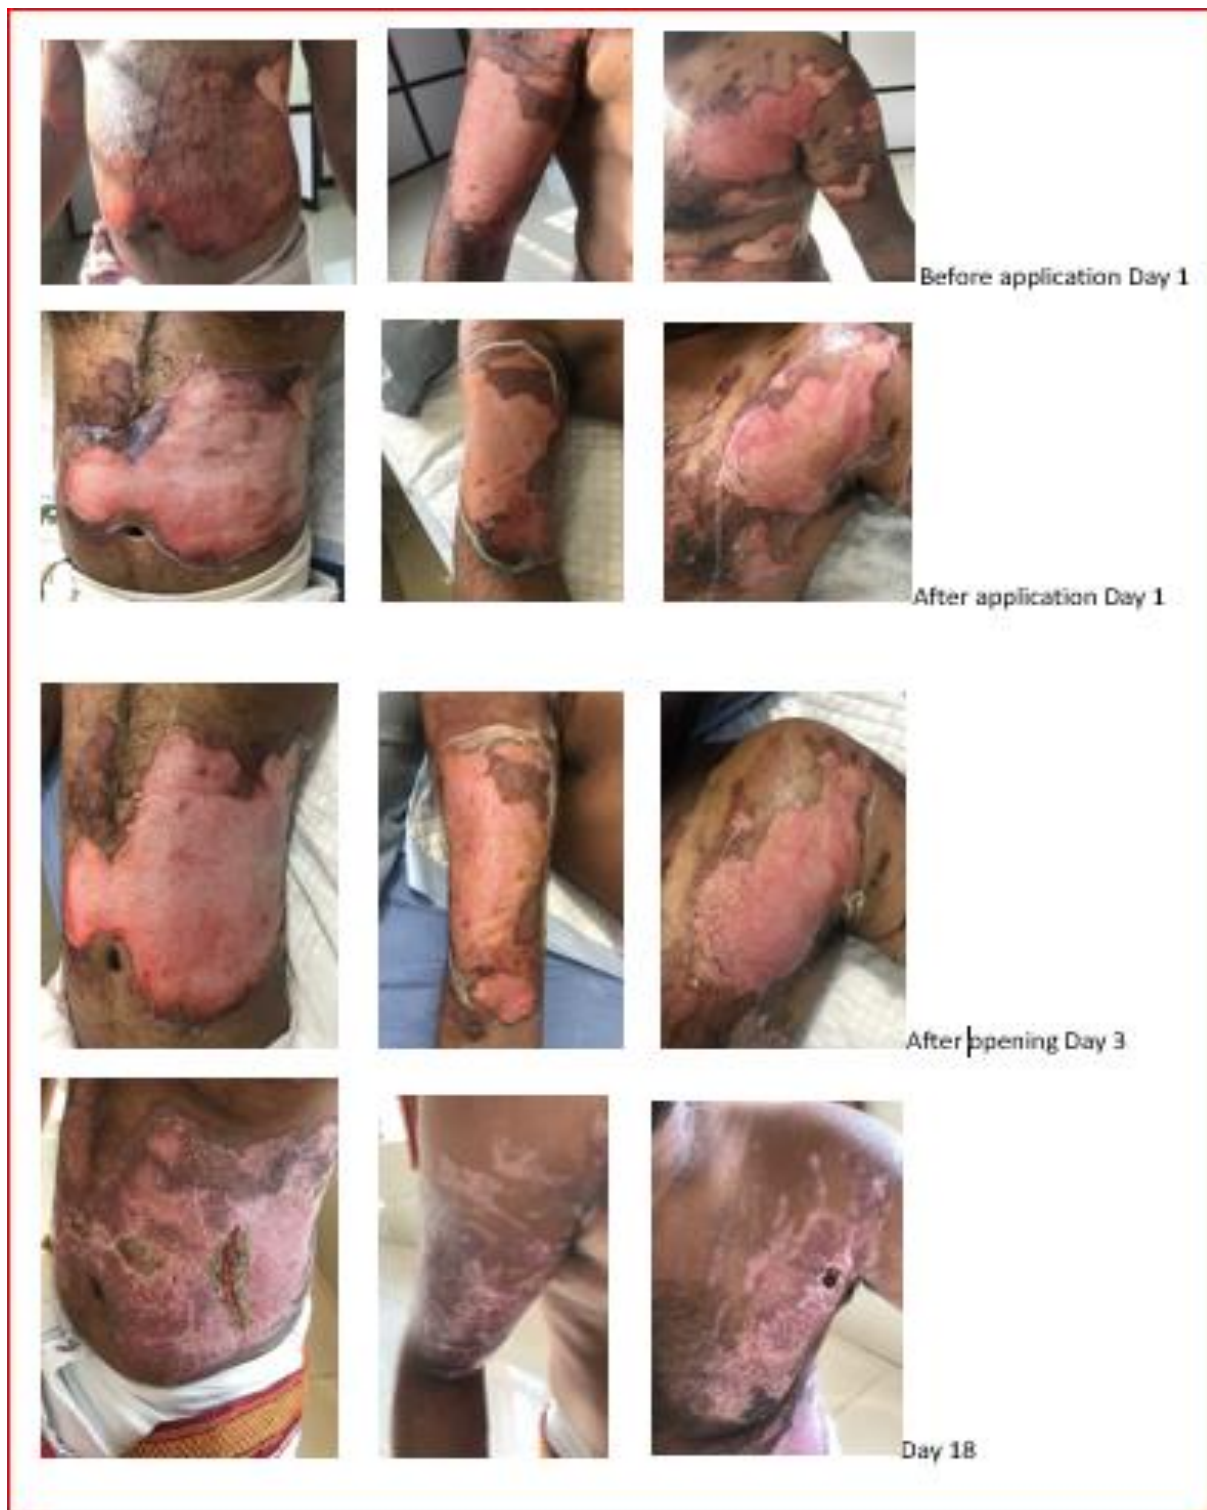 Before application Day 1
After application Day 1
After opening Day 3
Day 18